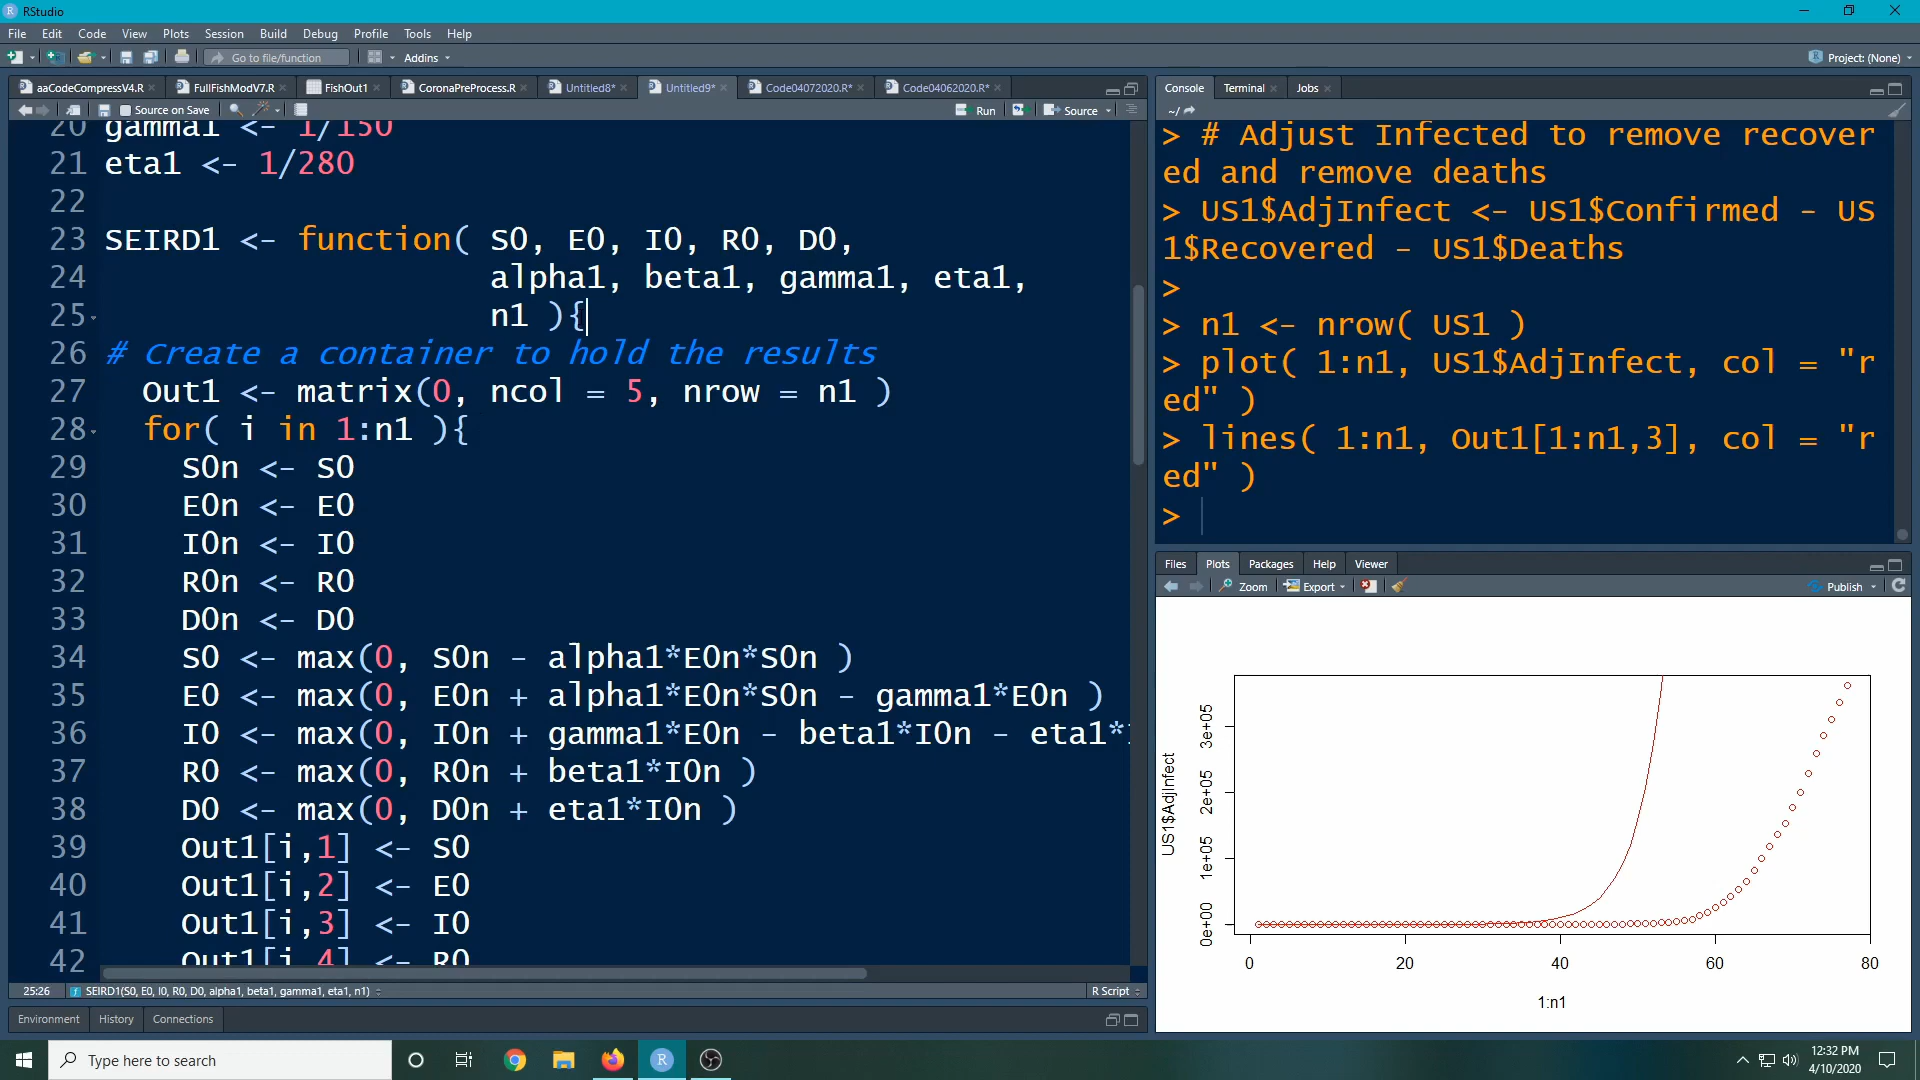 RStudio
File Edit Code View Plots Session Build Debug Profile Tools Help
Go to file/function Addins Project: (None)
aaCodeCompressV4.R FullFishModV7.R FishOut1 CoronaPreProcess.R Untitled8* Untitled9* Code04072020.R* Code04062020.R*
Source on Save Run Source
20 gamma1 <- 1/150
21 eta1 <- 1/280
22
23 SEIRD1 <- function( S0, E0, I0, R0, D0,
24 alpha1, beta1, gamma1, eta1,
25 n1 ){
26 # Create a container to hold the results
27 Out1 <- matrix(0, ncol = 5, nrow = n1 )
28 for( i in 1:n1 ){
29 S0n <- S0
30 E0n <- E0
31 I0n <- I0
32 R0n <- R0
33 D0n <- D0
34 S0 <- max(0, S0n - alpha1*E0n*S0n )
35 E0 <- max(0, E0n + alpha1*E0n*S0n - gamma1*E0n )
36 I0 <- max(0, I0n + gamma1*E0n - beta1*I0n - eta1*
37 R0 <- max(0, R0n + beta1*I0n )
38 D0 <- max(0, D0n + eta1*I0n )
39 Out1[i,1] <- S0
40 Out1[i,2] <- E0
41 Out1[i,3] <- I0
42 Out1[i,4] <- R0
25:26 SEIRD1(S0, E0, I0, R0, D0, alpha1, beta1, gamma1, eta1, n1) R Script
Environment History Connections
Console Terminal Jobs
~/
> # Adjust Infected to remove recover
ed and remove deaths
> US1$AdjInfect <- US1$Confirmed - US
1$Recovered - US1$Deaths
>
> n1 <- nrow( US1 )
> plot( 1:n1, US1$AdjInfect, col = "r
ed" )
> lines( 1:n1, Out1[1:n1,3], col = "r
ed" )
>
Files Plots Packages Help Viewer
Zoom Export Publish
US1$AdjInfect
3e+05
2e+05
1e+05
0e+00
0 20 40 60 80
1:n1
Type here to search
12:32 PM
4/10/2020